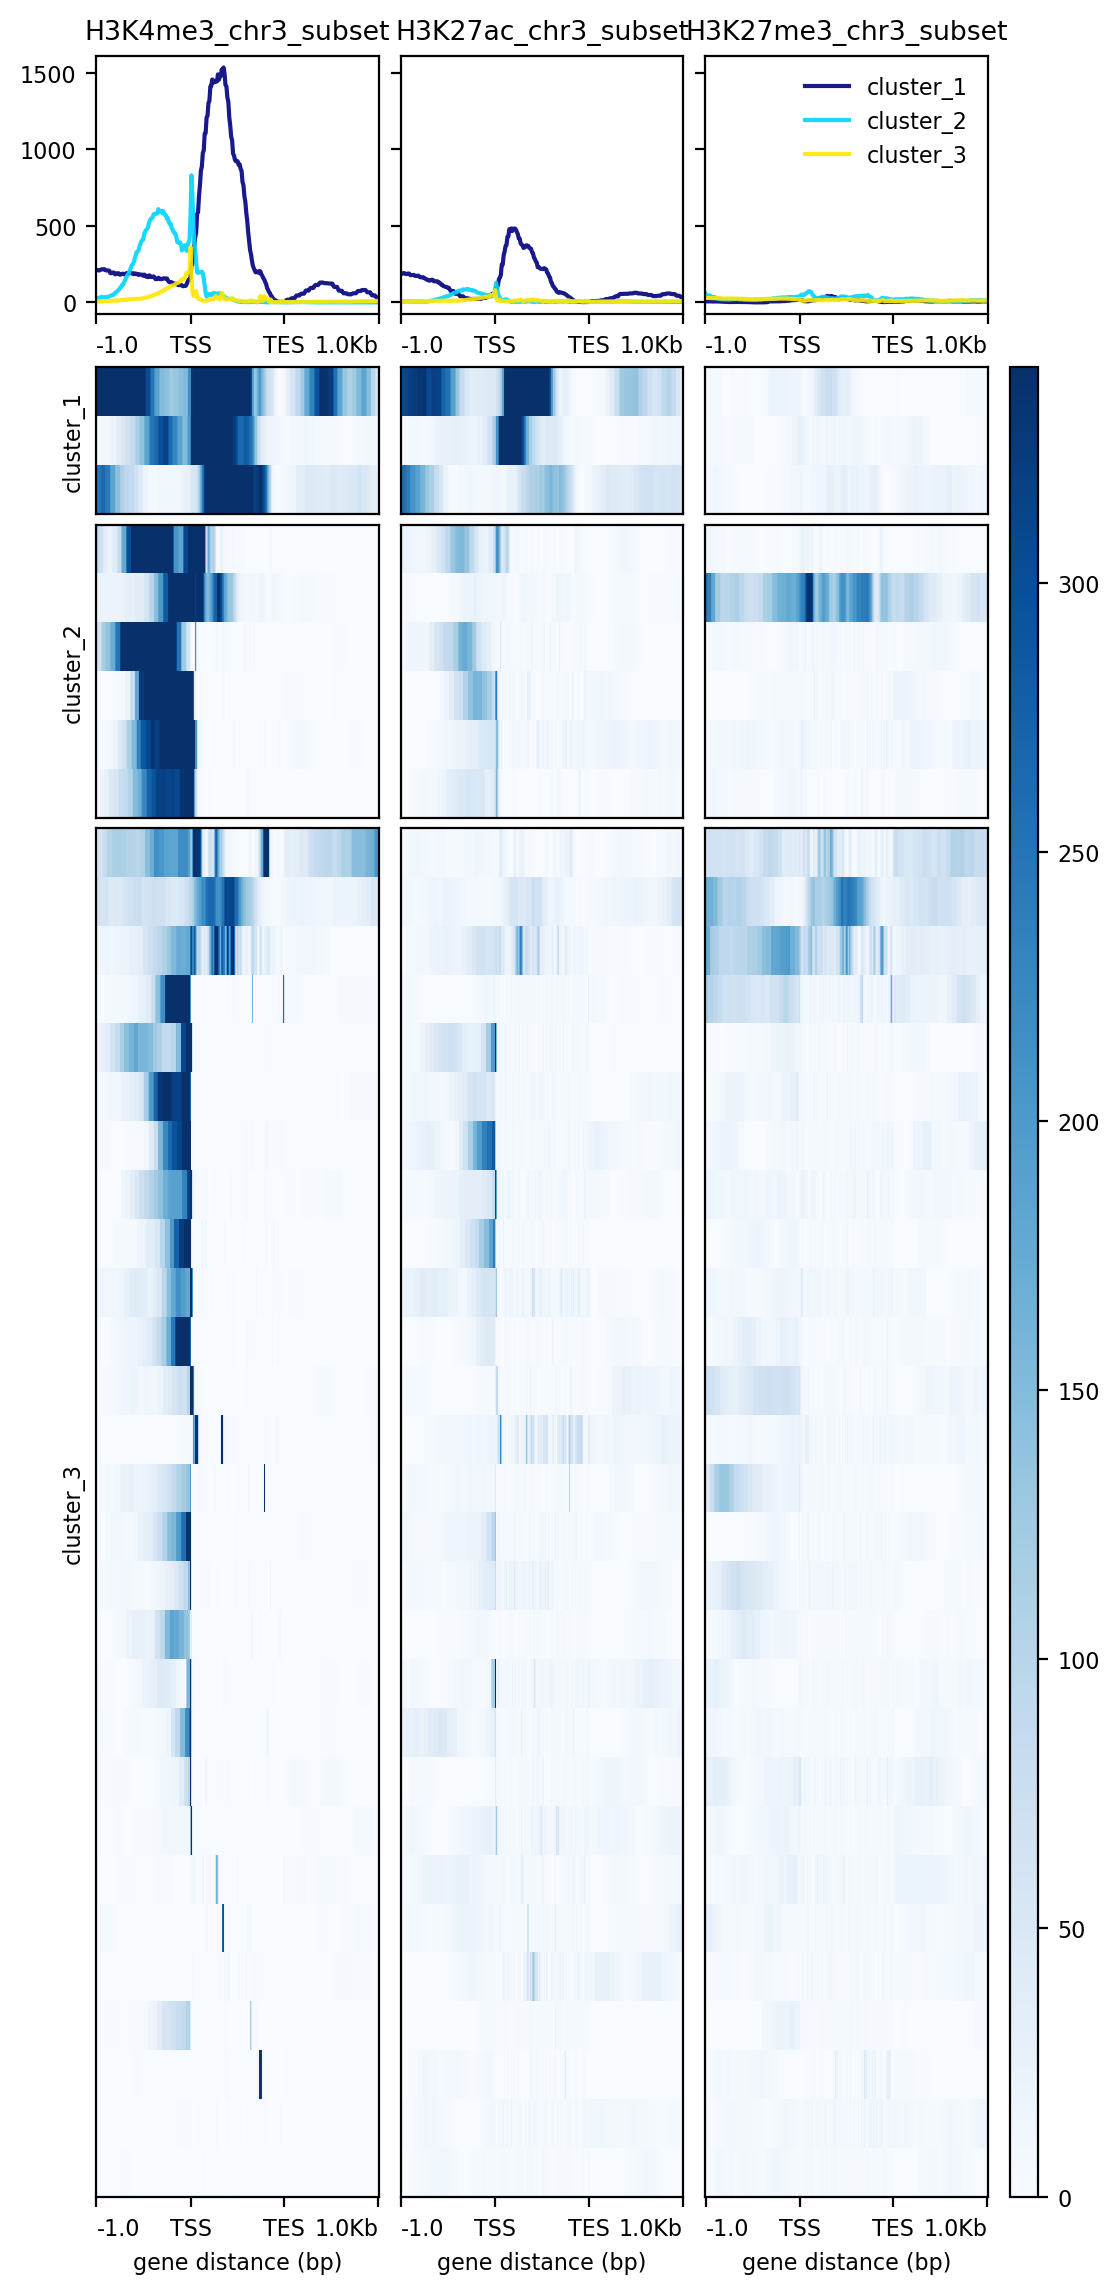 H3K4me3_chr3_subset H3K27ac_chr3_subset H3K27me3_chr3_subset
1500
1000
500
0
cluster_1
cluster_2
cluster_3
-1.0 TSS TES 1.0Kb -1.0 TSS TES 1.0Kb -1.0 TSS TES 1.0Kb
cluster_1
cluster_2
cluster_3
300
250
200
150
100
50
0
-1.0 TSS TES 1.0Kb -1.0 TSS TES 1.0Kb -1.0 TSS TES 1.0Kb
gene distance (bp) gene distance (bp) gene distance (bp)